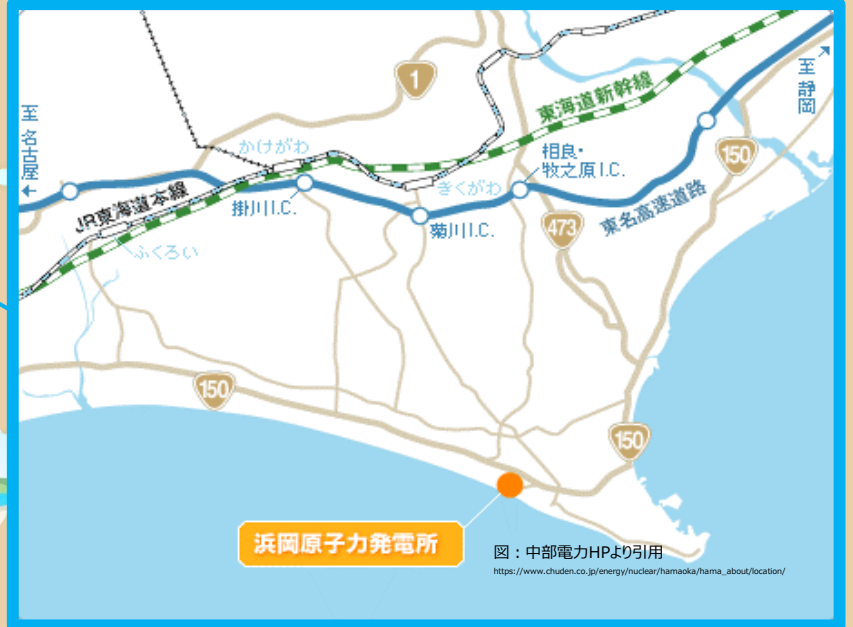 1
至
静
岡
東海道新幹線
至
名
古
屋
←
かけがわ
相良・
牧之原I.C.
150
きくがわ
JR東海道本線
掛川I.C.
473
東名高速道路
菊川I.C.
ふくろい
150
150
浜岡原子力発電所
図：中部電力HPより引用
https://www.chuden.co.jp/energy/nuclear/hamaoka/hama_about/location/